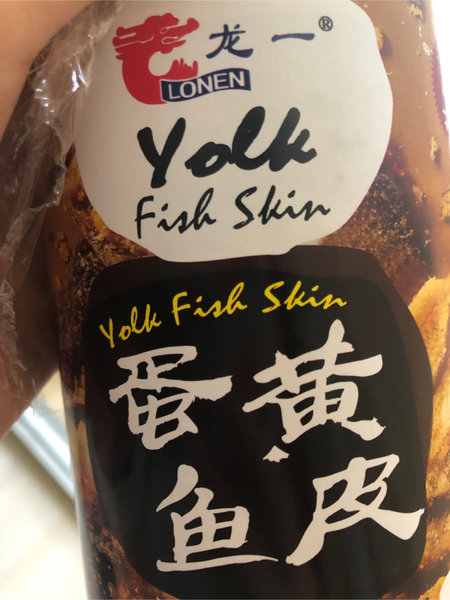 龙一®
LONEN
Yolk
Fish Skin
Yolk Fish Skin
蛋黄
鱼皮